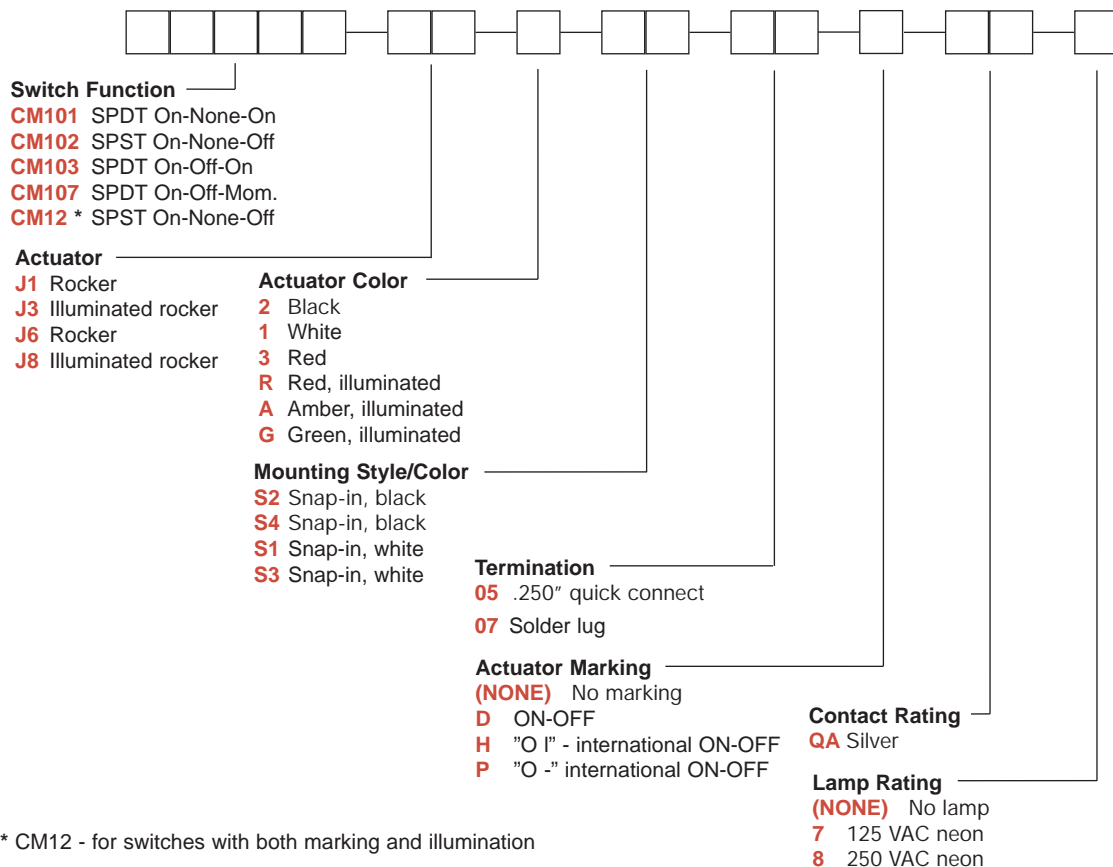 Switch Function
CM101 SPDT On-None-On
CM102 SPST On-None-Off
CM103 SPDT On-Off-On
CM107 SPDT On-Off-Mom.
CM12 * SPST On-None-Off
Actuator
J1 Rocker
J3 Illuminated rocker
J6 Rocker
J8 Illuminated rocker
Actuator Color
2 Black
1 White
3 Red
R Red, illuminated
A Amber, illuminated
G Green, illuminated
Mounting Style/Color
S2 Snap-in, black
S4 Snap-in, black
S1 Snap-in, white
S3 Snap-in, white
Termination
05 .250″ quick connect
07 Solder lug
Actuator Marking
(NONE) No marking
D ON-OFF
H ”O I” - international ON-OFF
P ”O -” international ON-OFF
Contact Rating
QA Silver
Lamp Rating
(NONE) No lamp
7 125 VAC neon
8 250 VAC neon
* CM12 - for switches with both marking and illumination